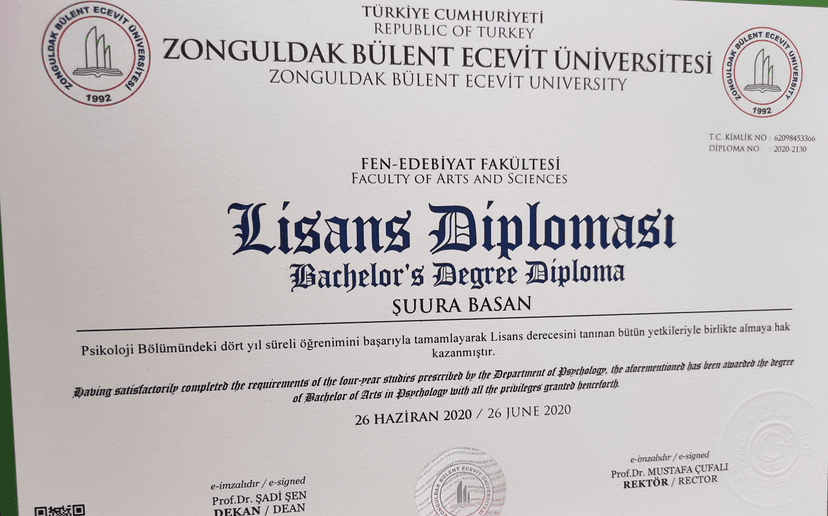 TÜRKİYE CUMHURİYETİ
REPUBLIC OF TURKEY
ZONGULDAK BÜLENT ECEVİT ÜNİVERSİTESİ
ZONGULDAK BÜLENT ECEVİT UNIVERSITY
ZONGULDAK BÜLENT ECEVİT ÜNİVERSİTESİ
1992
ZONGULDAK BÜLENT ECEVIT UNIVERSITY
1992
T.C. KİMLİK NO : 62098453366
DİPLOMA NO : 2020-2130
FEN-EDEBİYAT FAKÜLTESİ
FACULTY OF ARTS AND SCIENCES
Lisans Diploması
Bachelor's Degree Diploma
ŞUURA BASAN
Psikoloji Bölümündeki dört yıl süreli öğrenimini başarıyla tamamlayarak Lisans derecesini tanınan bütün yetkileriyle birlikte almaya hak
kazanmıştır.
Having satisfactorily completed the requirements of the four-year studies prescribed by the Department of Psychology, the aforementioned has been awarded the degree
of Bachelor of Arts in Psychology with all the privileges granted henceforth.
26 HAZİRAN 2020 / 26 JUNE 2020
e-imzalıdır / e-signed
Prof.Dr. ŞADİ ŞEN
DEKAN / DEAN
BÜLENT ECEVİT
e-imzalıdır / e-signed
Prof.Dr. MUSTAFA ÇUFALI
REKTÖR / RECTOR